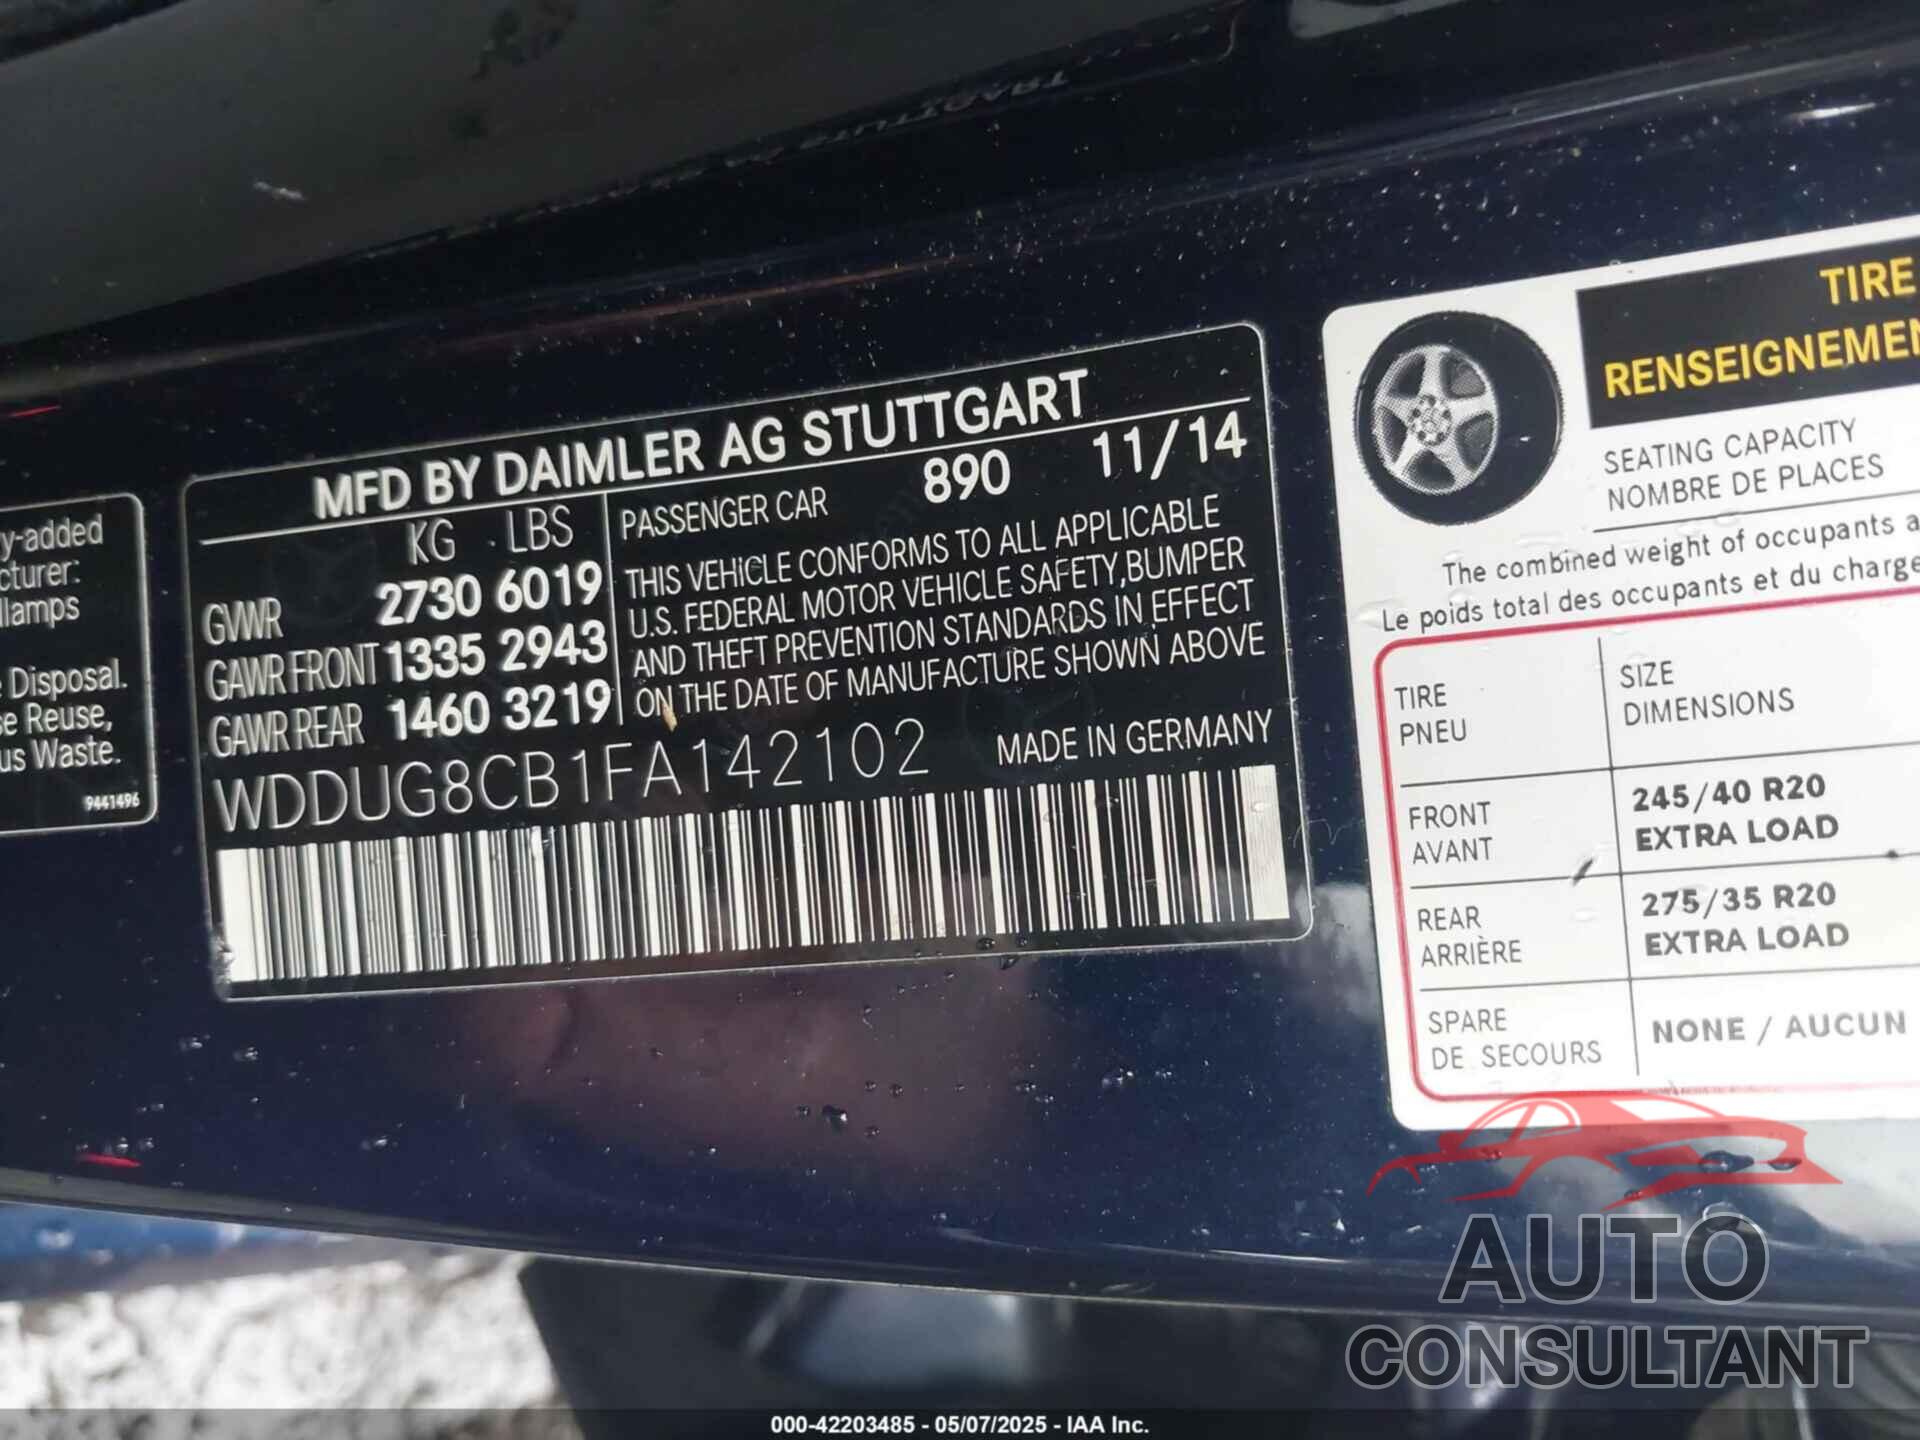 y-added
cturer:
llamps
Disposal.
se Reuse,
us Waste.
9441496
MFD BY DAIMLER AG STUTTGART
KG LBS
GVWR 2730 6019
GAWR FRONT 1335 2943
GAWR REAR 1460 3219
PASSENGER CAR 890 11/14
THIS VEHICLE CONFORMS TO ALL APPLICABLE
U.S. FEDERAL MOTOR VEHICLE SAFETY,BUMPER
AND THEFT PREVENTION STANDARDS IN EFFECT
ON THE DATE OF MANUFACTURE SHOWN ABOVE
WDDUG8CB1FA142102 MADE IN GERMANY
TIRE
RENSEIGNEMEN
SEATING CAPACITY
NOMBRE DE PLACES
The combined weight of occupants a
Le poids total des occupants et du charge
TIRE
PNEU
SIZE
DIMENSIONS
FRONT
AVANT
245/40 R20
EXTRA LOAD
REAR
ARRIÈRE
275/35 R20
EXTRA LOAD
SPARE
DE SECOURS
NONE / AUCUN
AUTO
CONSULTANT
000-42203485 - 05/07/2025 - IAA Inc.